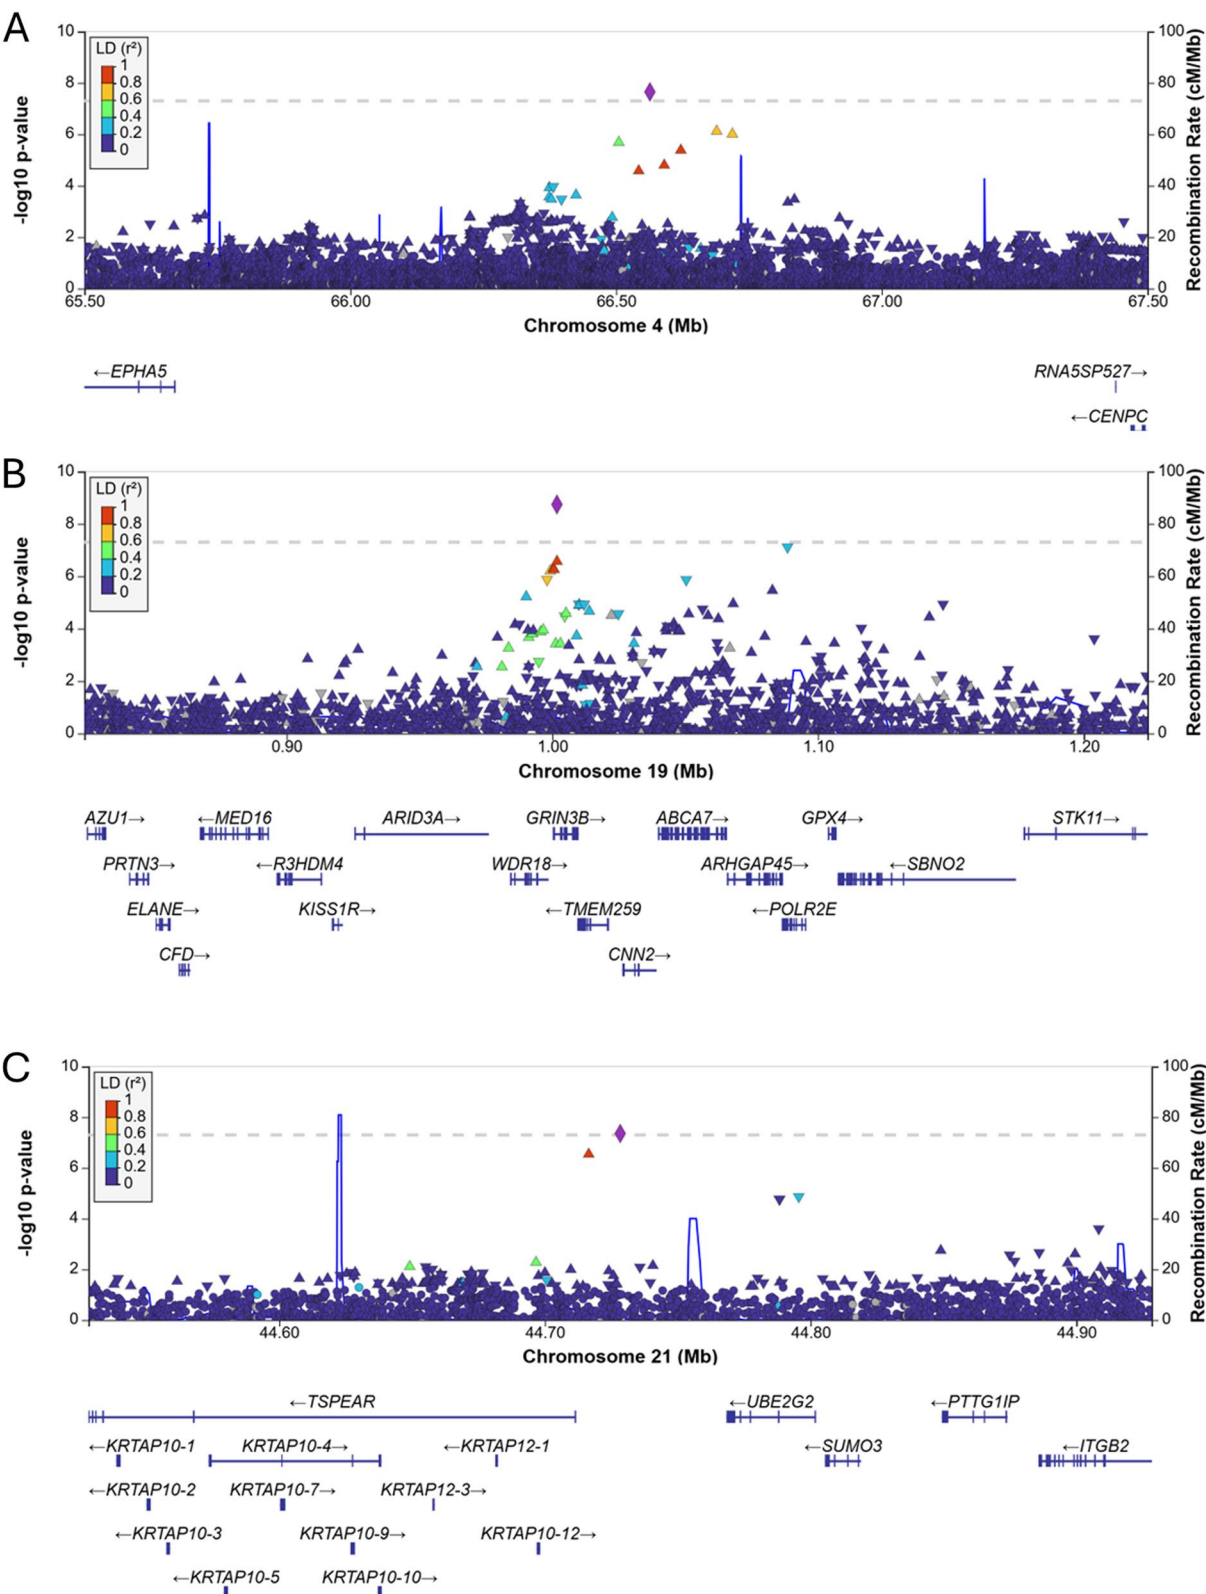 A
LD (r²)
1
0.8
0.6
0.4
0.2
0
10
8
6
4
2
0
-log10 p-value
100
80
60
40
20
0
Recombination Rate (cM/Mb)
65.50 66.00 66.50 67.00 67.50
Chromosome 4 (Mb)
←EPHA5 RNA5SP527→
←CENPC
B
LD (r²)
1
0.8
0.6
0.4
0.2
0
10
8
6
4
2
0
-log10 p-value
100
80
60
40
20
0
Recombination Rate (cM/Mb)
0.90 1.00 1.10 1.20
Chromosome 19 (Mb)
AZU1→ ←MED16 ARID3A→ GRIN3B→ ABCA7→ GPX4→ STK11→
PRTN3→ ←R3HDM4 WDR18→ ARHGAP45→ ←SBNO2
ELANE→ KISS1R→ ←TMEM259 ←POLR2E
CFD→ CNN2→
C
LD (r²)
1
0.8
0.6
0.4
0.2
0
10
8
6
4
2
0
-log10 p-value
100
80
60
40
20
0
Recombination Rate (cM/Mb)
44.60 44.70 44.80 44.90
Chromosome 21 (Mb)
←TSPEAR ←UBE2G2 ←PTTG1IP
←KRTAP10-1 KRTAP10-4→ ←KRTAP12-1 ←SUMO3 ←ITGB2
←KRTAP10-2 KRTAP10-7→ KRTAP12-3→
←KRTAP10-3 KRTAP10-9→ KRTAP10-12→
←KRTAP10-5 KRTAP10-10→